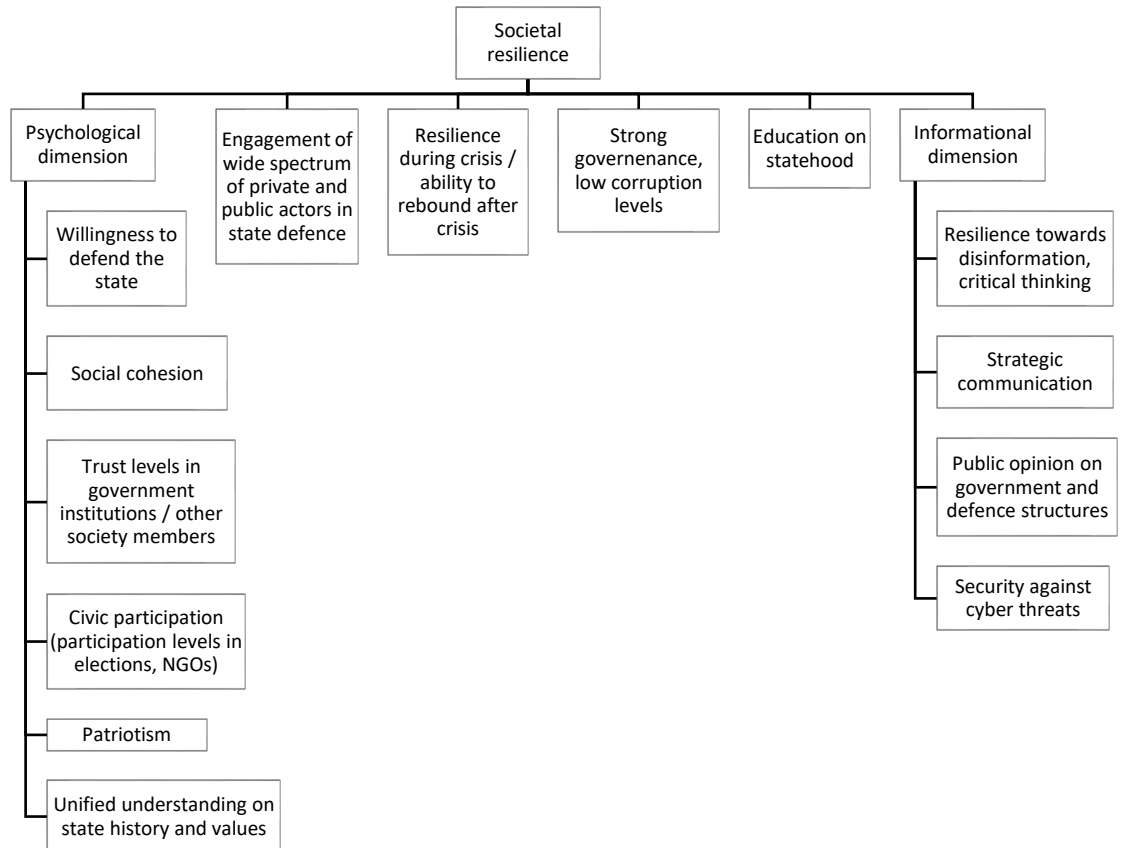 Societal
resilience
Psychological
dimension
Engagement of
wide spectrum
of private and
public actors in
state defence
Resilience
during crisis /
ability to
rebound after
crisis
Strong
governenance,
low corruption
levels
Education on
statehood
Informational
dimension
Willingness to
defend the
state
Social cohesion
Trust levels in
government
institutions / other
society members
Civic participation
(participation levels in
elections, NGOs)
Patriotism
Unified understanding on
state history and values
Resilience towards
disinformation,
critical thinking
Strategic
communication
Public opinion on
government and
defence structures
Security against
cyber threats